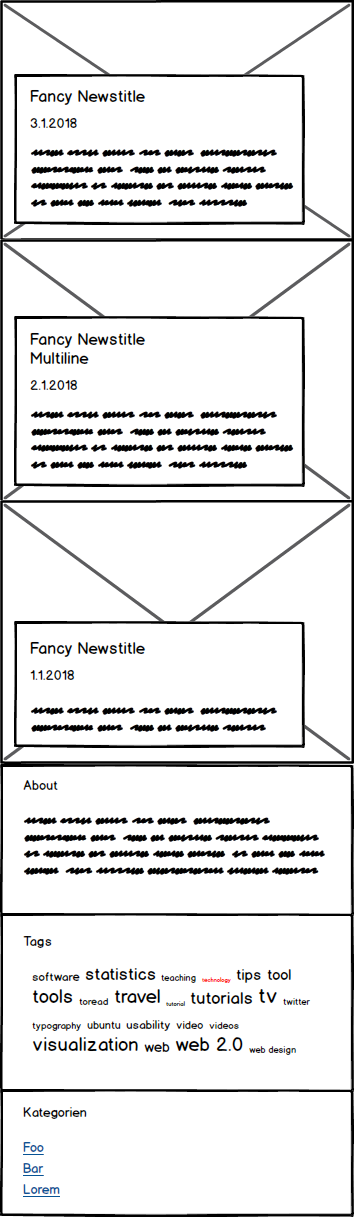 Fancy Newstitle
3.1.2018
Fancy Newstitle
Multiline
2.1.2018
Fancy Newstitle
1.1.2018
About
Tags
software statistics teaching technology tips tool
tools toread travel tutorial tutorials tv twitter
typography ubuntu usability video videos
visualization web web 2.0 web design
Kategorien
Foo
Bar
Lorem